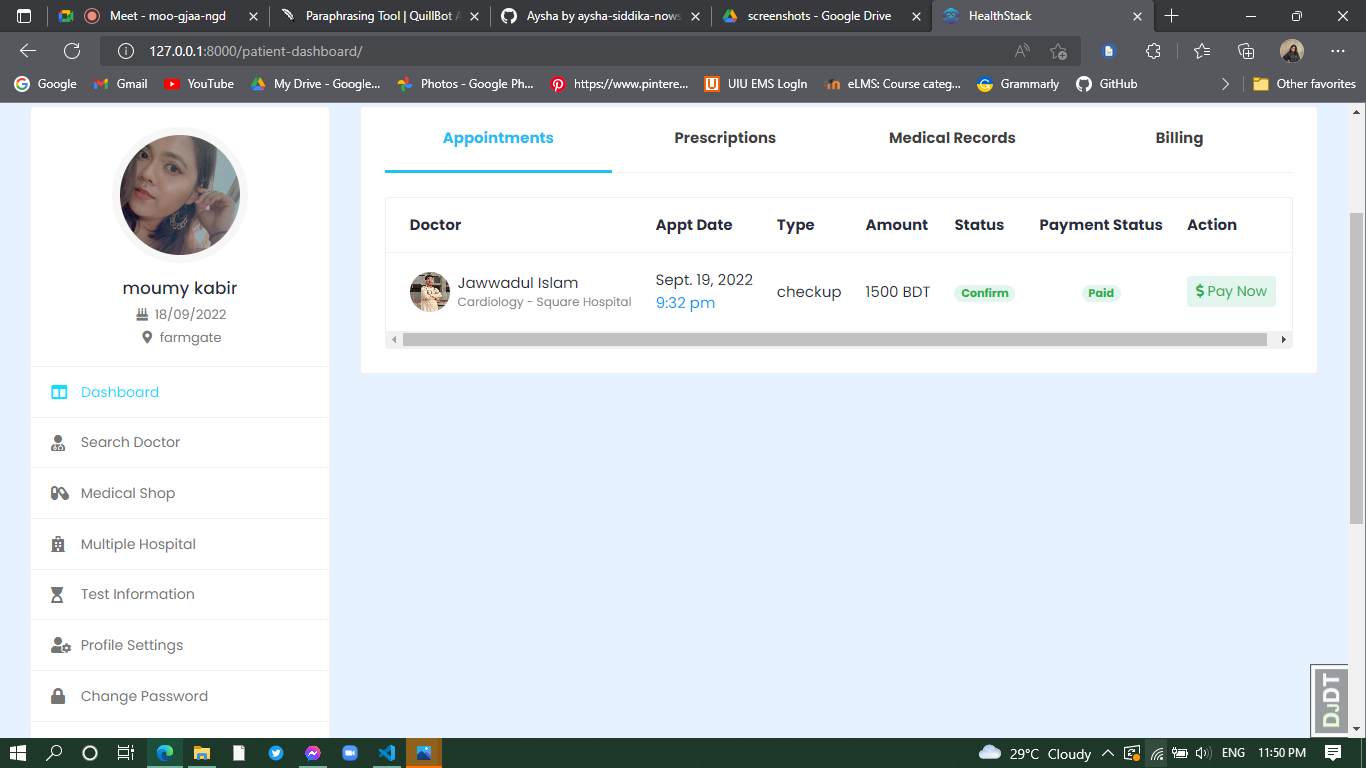 Meet - moo-gjaa-ngd
Paraphrasing Tool | QuillBot A
Aysha by aysha-siddika-nows
screenshots - Google Drive
HealthStack
127.0.0.1:8000/patient-dashboard/
Google
Gmail
YouTube
My Drive - Google...
Photos - Google Ph...
https://www.pintere...
UIU EMS LogIn
eLMS: Course categ...
Grammarly
GitHub
Other favorites
moumy kabir
18/09/2022
farmgate
Dashboard
Search Doctor
Medical Shop
Multiple Hospital
Test Information
Profile Settings
Change Password
Appointments Prescriptions Medical Records Billing
Doctor Appt Date Type Amount Status Payment Status Action
Jawwadul Islam
Cardiology - Square Hospital
Sept. 19, 2022
9:32 pm
checkup
1500 BDT
Confirm
Paid
$ Pay Now
DJDT
29°C Cloudy
ENG
11:50 PM